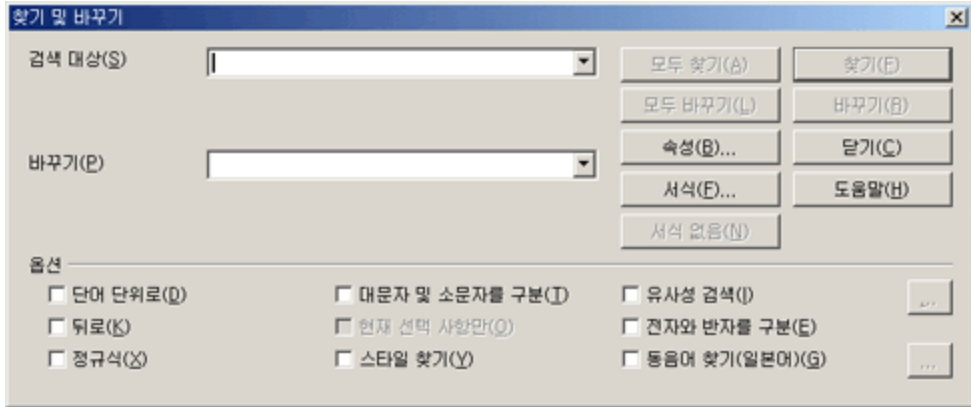 찾기 및 바꾸기
검색 대상(S)
모두 찾기(A) 찾기(F)
모두 바꾸기(L) 바꾸기(R)
바꾸기(P)
속성(B)... 닫기(C)
서식(F)... 도움말(H)
서식 없음(N)
옵션
단어 단위로(D) 대문자 및 소문자를 구분(T) 유사성 검색(I) ...
뒤로(K) 현재 선택 사항만(O) 전자와 반자를 구분(E)
정규식(X) 스타일 찾기(Y) 동음어 찾기(일본어)(G) ...